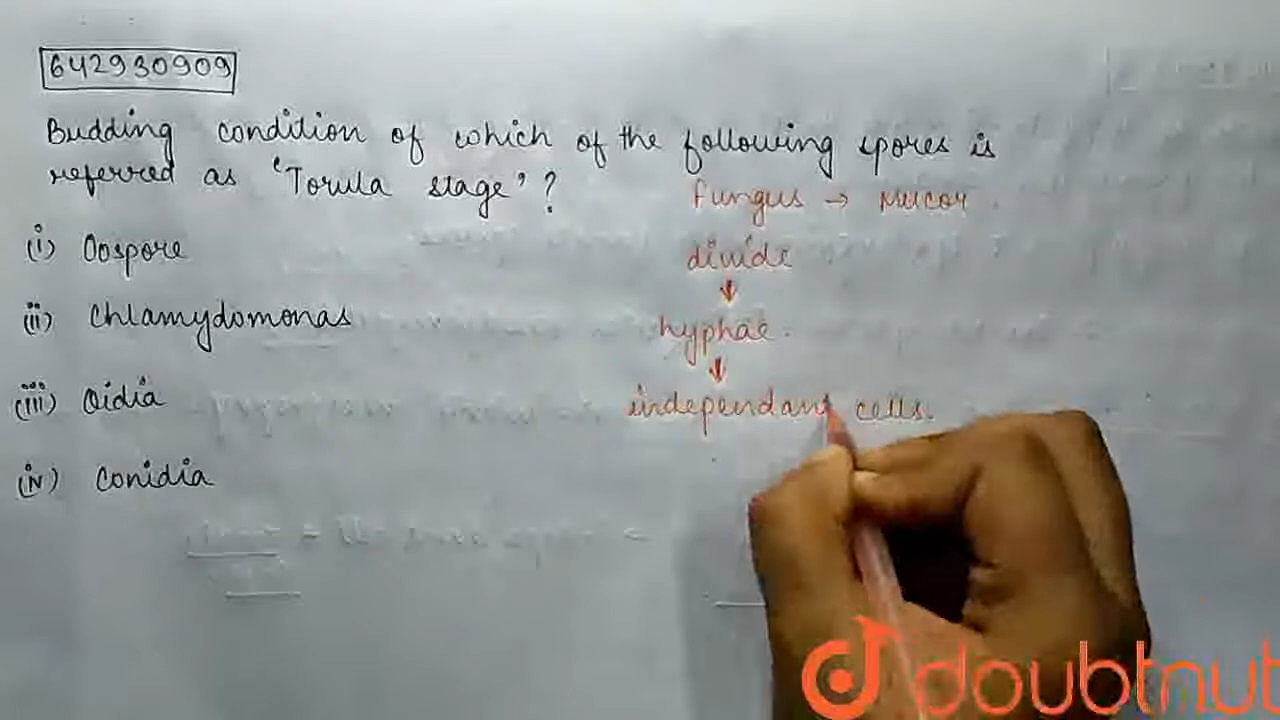 642930909
Budding condition of which of the following spores is
referred as 'Torula stage' ?
fungus → Mucor
(i) Oospore
divide
↓
(ii) Chlamydomonas
hyphae
↓
(iii) Oidia
independant cells.
(iv) Conidia
doubtnut